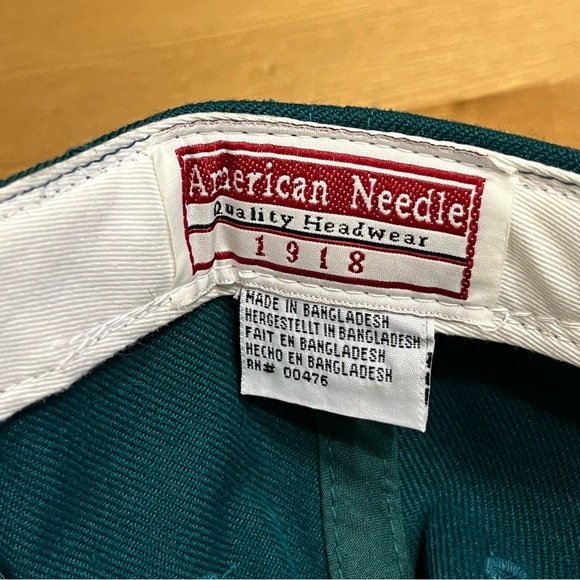 American Needle
Quality Headwear
1918
MADE IN BANGLADESH
HERGESTELLT IN BANGLADESH
FAIT EN BANGLADESH
HECHO EN BANGLADESH
RN# 00476